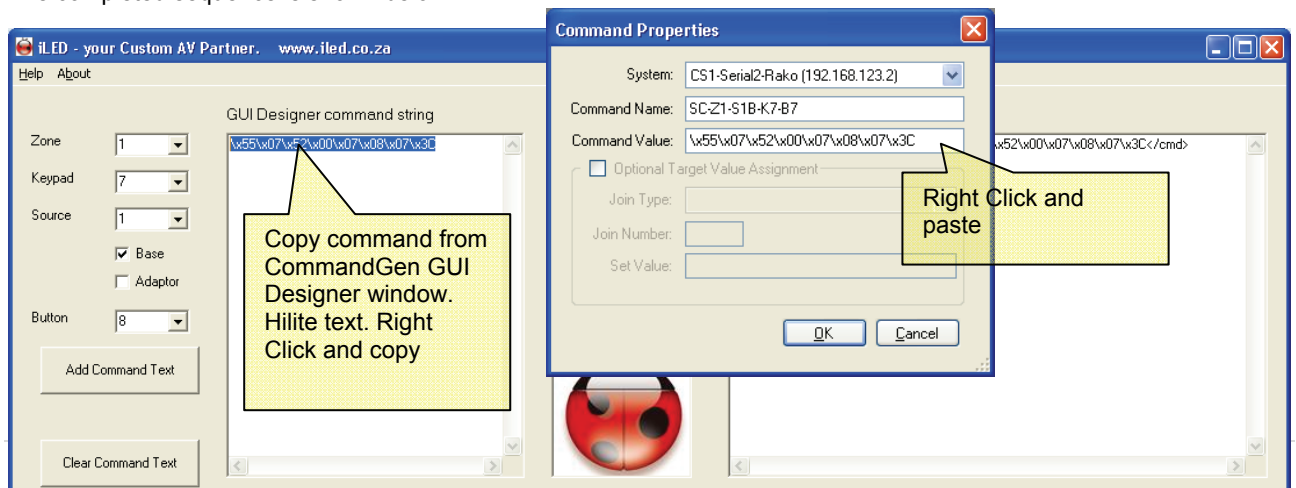 iLED - your Custom AV Partner. www.iled.co.za
Help About
GUI Designer command string
Zone 1
Keypad 7
Source 1
Base
Adaptor
Button 8
Add Command Text
Clear Command Text
\x55\x07\x52\x00\x07\x08\x07\x3C
Copy command from
CommandGen GUI
Designer window.
Hilite text. Right
Click and copy
Command Properties
System: CS1-Serial2-Rako (192.168.123.2)
Command Name: SC-Z1-S1B-K7-B7
Command Value: \x55\x07\x52\x00\x07\x08\x07\x3C
Optional Target Value Assignment
Join Type:
Join Number:
Set Value:
OK Cancel
Right Click and
paste
x52\x00\x07\x08\x07\x3C</cmd>